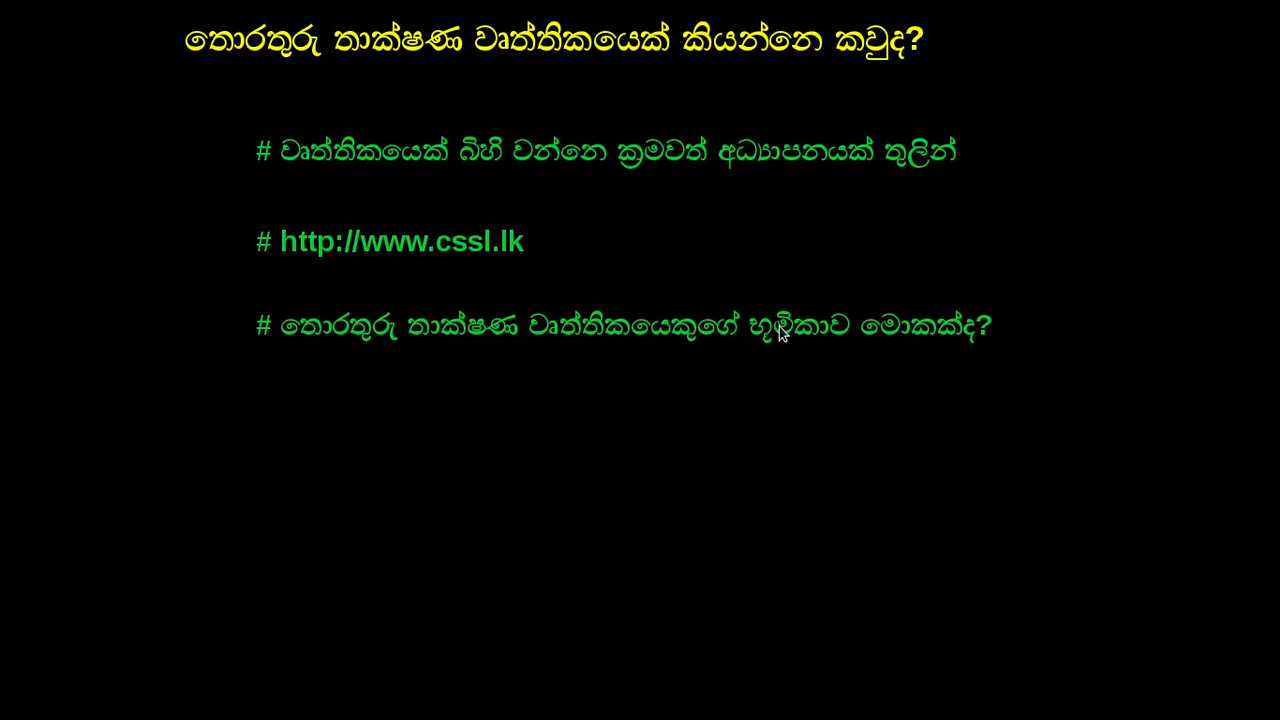 තොරතුරු තාක්ෂණ වෘත්තිකයෙක් කියන්නෙ කවුද?
# වෘත්තිකයෙක් බිහි වන්නෙ ක්‍රමවත් අධ්‍යාපනයක් තුලින්
# http://www.cssl.lk
# තොරතුරු තාක්ෂණ වෘත්තිකයෙකුගේ භූමිකාව මොකක්ද?